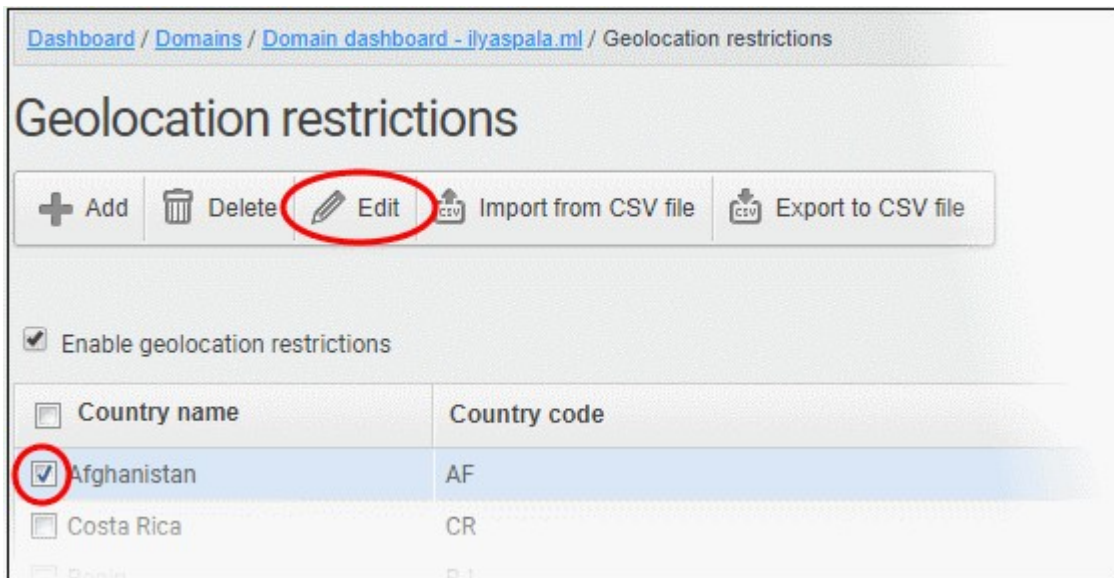 Dashboard / Domains / Domain dashboard - ilyaspala.ml / Geolocation restrictions
Geolocation restrictions
Add Delete Edit Import from CSV file Export to CSV file
Enable geolocation restrictions
Country name Country code
Afghanistan AF
Costa Rica CR